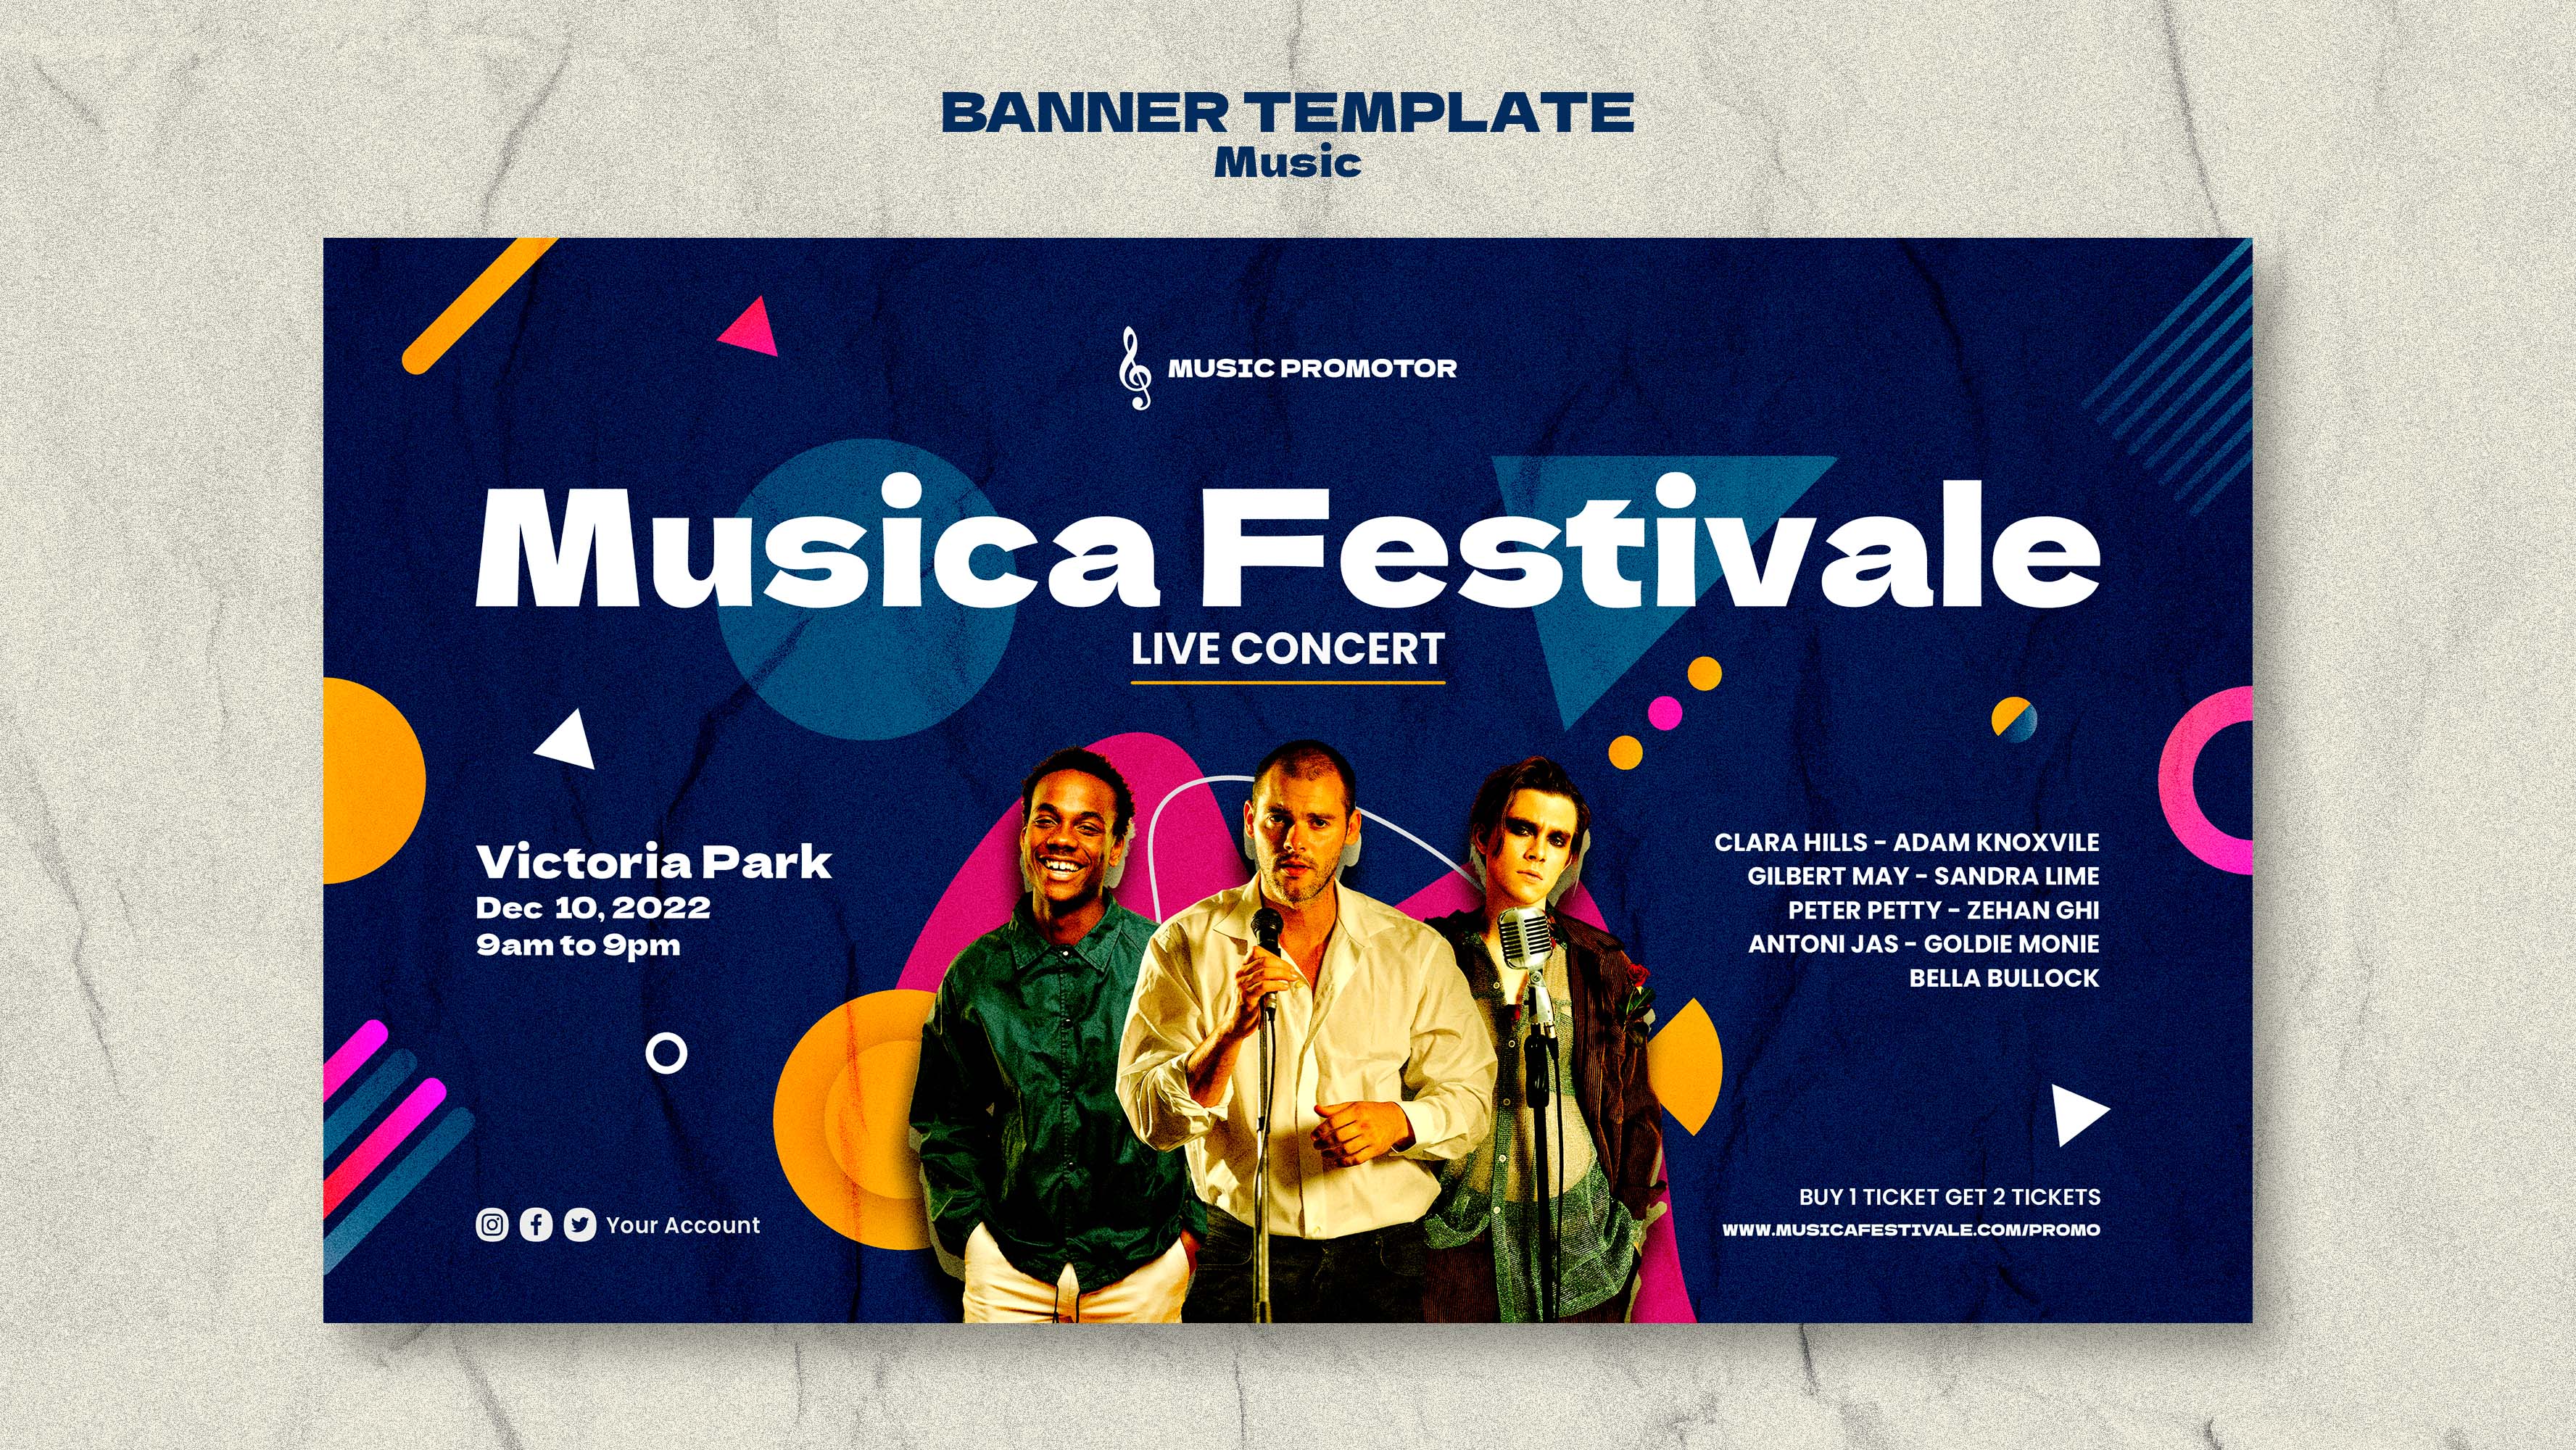 BANNER TEMPLATE
Music
MUSIC PROMOTOR
Musica Festivale
LIVE CONCERT
Victoria Park
Dec 10, 2022
9am to 9pm
CLARA HILLS - ADAM KNOXVILE
GILBERT MAY - SANDRA LIME
PETER PETTY - ZEHAN GHI
ANTONI JAS - GOLDIE MONIE
BELLA BULLOCK
Your Account
BUY 1 TICKET GET 2 TICKETS
WWW.MUSICAFESTIVALE.COM/PROMO